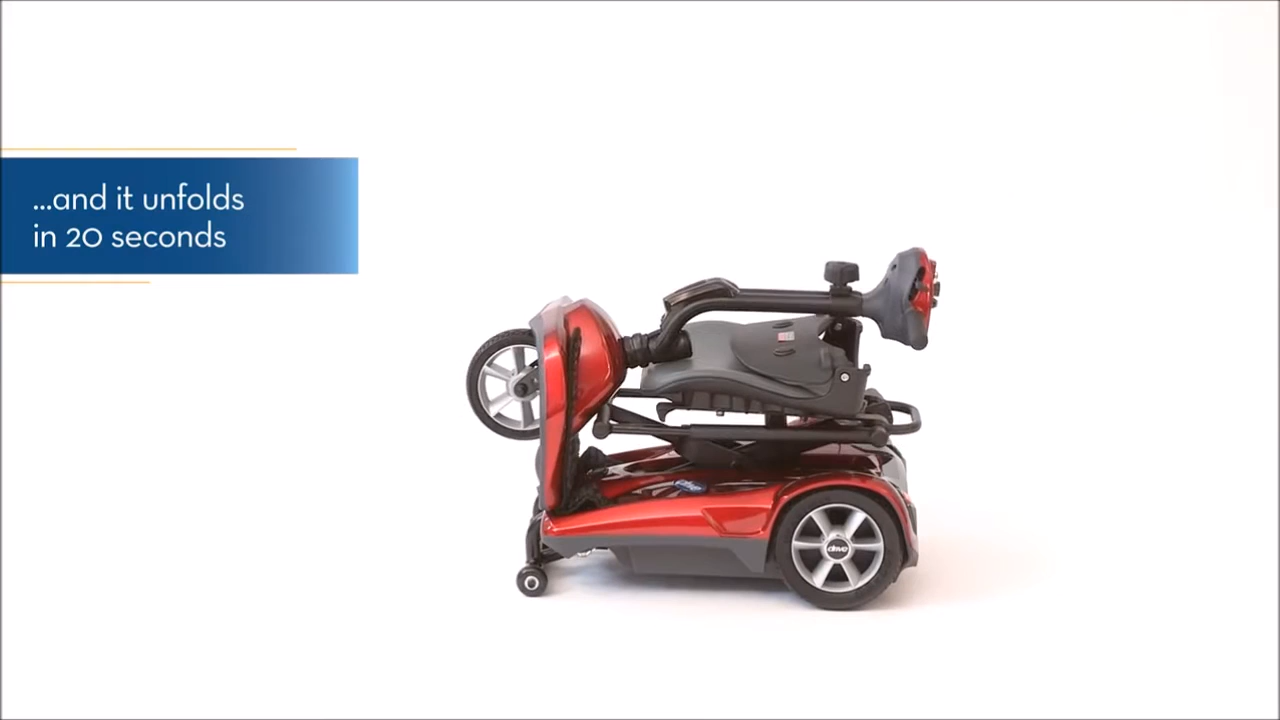 ...and it unfolds
in 20 seconds
drive